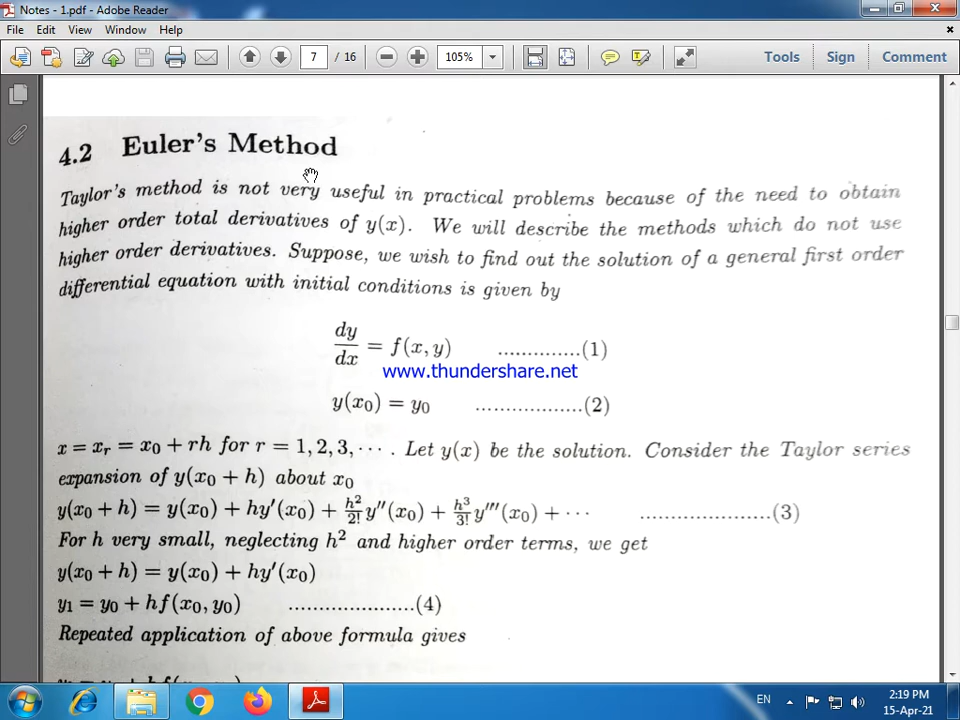 Notes - 1.pdf - Adobe Reader
File Edit View Window Help
7 / 16 105% Tools Sign Comment
4.2 Euler's Method
Taylor's method is not very useful in practical problems because of the need to obtain
higher order total derivatives of y(x). We will describe the methods which do not use
higher order derivatives. Suppose, we wish to find out the solution of a general first order
differential equation with initial conditions is given by
dy/dx = f(x, y) ..............(1)
www.thundershare.net
y(x₀) = y₀ ..................(2)
x = xᵣ = x₀ + rh for r = 1, 2, 3, ⋯ . Let y(x) be the solution. Consider the Taylor series
expansion of y(x₀ + h) about x₀
y(x₀ + h) = y(x₀) + hy′(x₀) + h²/2! y″(x₀) + h³/3! y‴(x₀) + ⋯ ......................(3)
For h very small, neglecting h² and higher order terms, we get
y(x₀ + h) = y(x₀) + hy′(x₀)
y₁ = y₀ + hf(x₀, y₀) .....................(4)
Repeated application of above formula gives
EN 2:19 PM
15-Apr-21